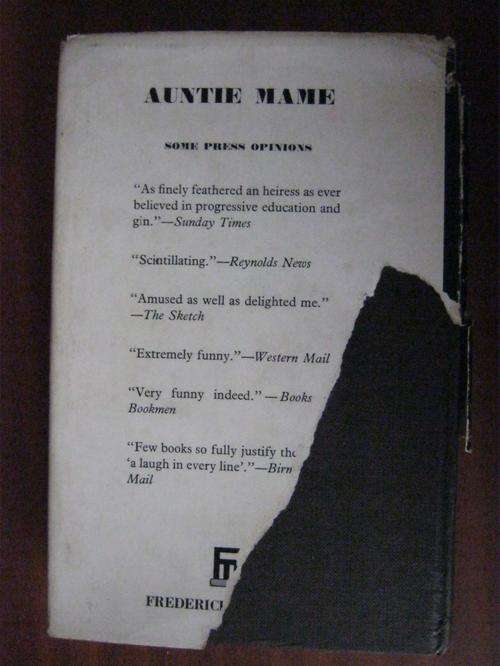 AUNTIE MAME
SOME PRESS OPINIONS
“As finely feathered an heiress as ever
believed in progressive education and
gin.”—Sunday Times
“Scintillating.”—Reynolds News
“Amused as well as delighted me.”
—The Sketch
“Extremely funny.”—Western Mail
“Very funny indeed.”—Books
Bookmen
“Few books so fully justify the
‘a laugh in every line’.”—Birn
Mail
FM
FREDERIC